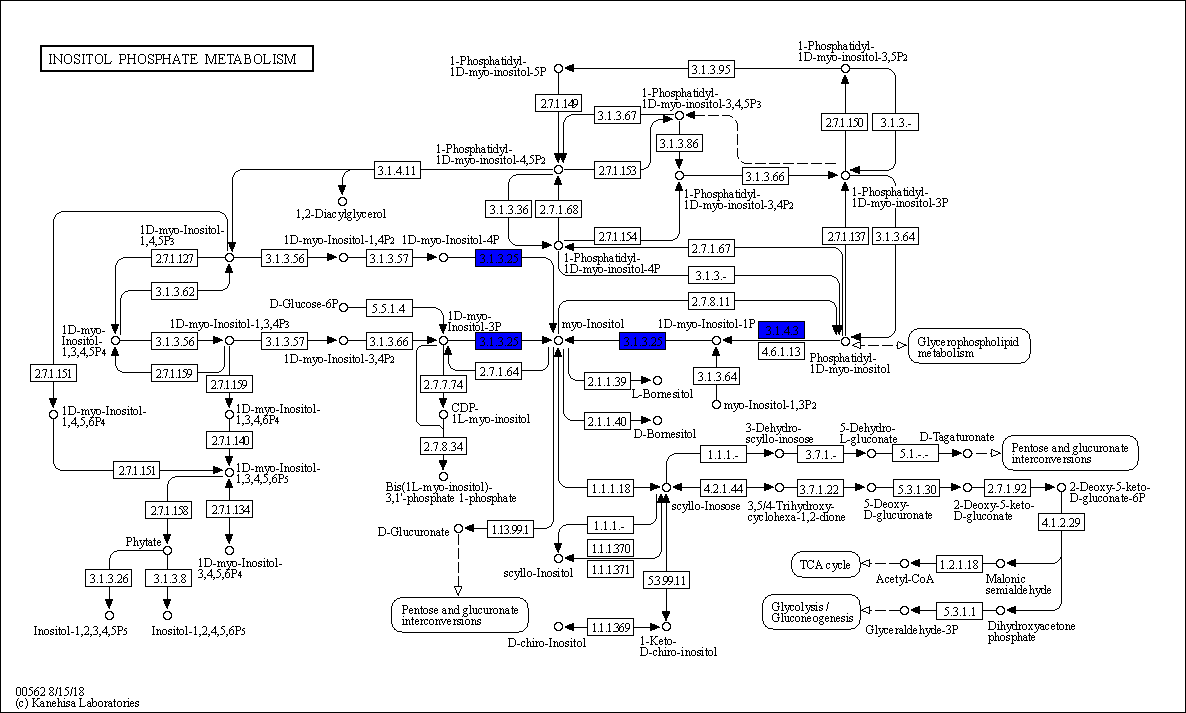 INOSITOL PHOSPHATE METABOLISM
1-Phosphatidyl-
1D-myo-inositol-5P
3.1.3.95
1-Phosphatidyl-
1D-myo-inositol-3,5P2
2.7.1.149
3.1.3.67
1-Phosphatidyl-
1D-myo-inositol-3,4,5P3
2.7.1.150
3.1.3.-
3.1.3.86
1-Phosphatidyl-
1D-myo-inositol-4,5P2
3.1.4.11
2.7.1.153
3.1.3.66
1,2-Diacylglycerol
3.1.3.36
2.7.1.68
1-Phosphatidyl-
1D-myo-inositol-3,4P2
1-Phosphatidyl-
1D-myo-inositol-3P
2.7.1.154
2.7.1.137
3.1.3.64
1D-myo-Inositol-
1,4,5P3
1D-myo-Inositol-1,4P2
1D-myo-Inositol-4P
2.7.1.67
2.7.1.127
3.1.3.56
3.1.3.57
3.1.3.25
1-Phosphatidyl-
1D-myo-inositol-4P
3.1.3.-
3.1.3.62
D-Glucose-6P
5.5.1.4
2.7.8.11
1D-myo-
Inositol-
1,3,4,5P4
1D-myo-Inositol-1,3,4P3
1D-myo-
Inositol-3P
myo-Inositol
1D-myo-Inositol-1P
3.1.4.3
3.1.3.56
3.1.3.57
3.1.3.66
3.1.3.25
3.1.3.25
4.6.1.13
Glycerophospholipid
metabolism
1D-myo-Inositol-3,4P2
Phosphatidyl-
1D-myo-inositol
2.7.1.151
2.7.1.159
2.7.1.159
2.7.7.74
2.7.1.64
2.1.1.39
L-Bornesitol
3.1.3.64
myo-Inositol-1,3P2
1D-myo-Inositol-
1,4,5,6P4
1D-myo-Inositol-
1,3,4,6P4
CDP-
1L-myo-inositol
2.1.1.40
D-Bornesitol
2.7.1.140
2.7.8.34
3-Dehydro-
scyllo-inosose
5-Dehydro-
L-gluconate
D-Tagaturonate
1.1.1.-
3.7.1.-
5.1.-.-
Pentose and glucuronate
interconversions
2.7.1.151
1D-myo-Inositol-
1,3,4,5,6P5
Bis(1L-myo-inositol)-
3,1'-phosphate 1-phosphate
1.1.1.18
4.2.1.44
3.7.1.22
5.3.1.30
2.7.1.92
2-Deoxy-5-keto-
D-gluconate-6P
scyllo-Inosose
3,5/4-Trihydroxy-
cyclohexa-1,2-dione
5-Deoxy-
D-glucuronate
2-Deoxy-5-keto-
D-gluconate
2.7.1.158
2.7.1.134
D-Glucuronate
1.13.99.1
1.1.1.-
4.1.2.29
Phytate
1D-myo-Inositol-
3,4,5,6P4
1.1.1.370
1.1.1.371
scyllo-Inositol
TCA cycle
Acetyl-CoA
1.2.1.18
Malonic
semialdehyde
3.1.3.26
3.1.3.8
5.3.99.11
Inositol-1,2,3,4,5P5
Inositol-1,2,4,5,6P5
Pentose and glucuronate
interconversions
Glycolysis /
Gluconeogenesis
Glyceraldehyde-3P
5.3.1.1
Dihydroxyacetone
phosphate
D-chiro-Inositol
1.1.1.369
1-Keto-
D-chiro-inositol
00562 8/15/18
(c) Kanehisa Laboratories